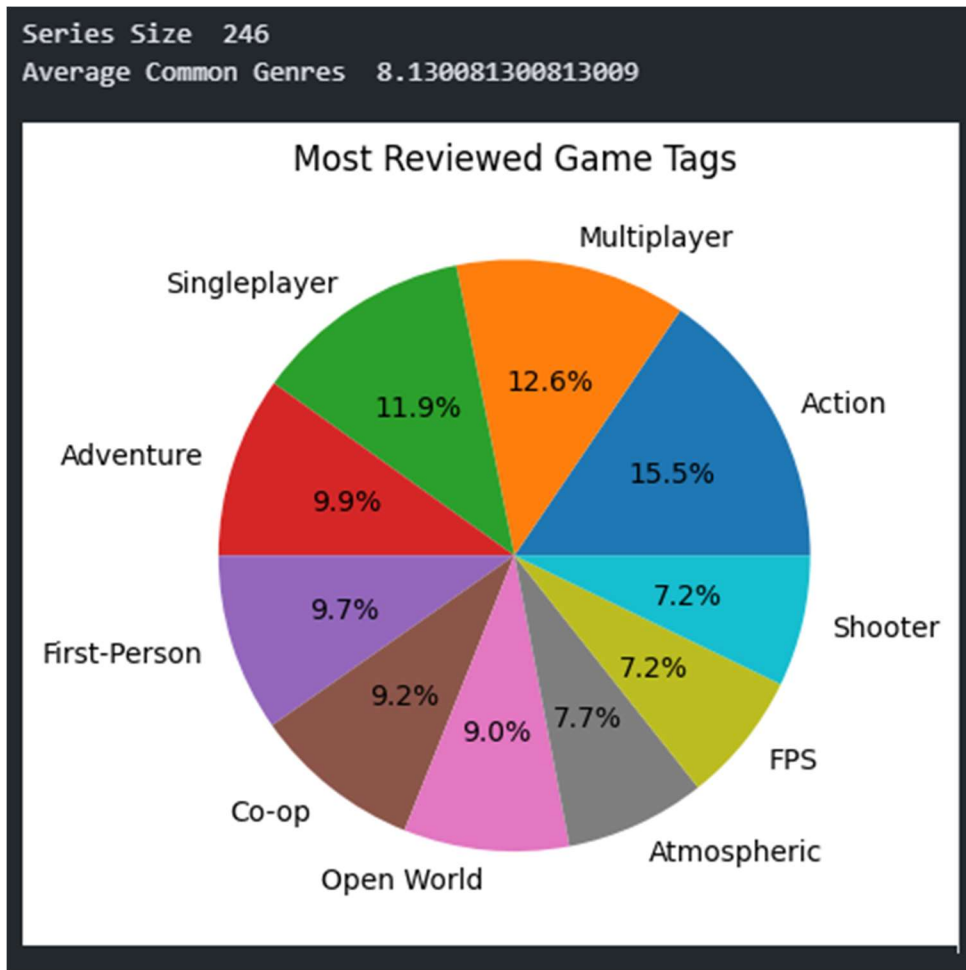 Series Size  246
Average Common Genres  8.130081300813009
Most Reviewed Game Tags
Multiplayer
Singleplayer
Action
12.6%
11.9%
Adventure
15.5%
9.9%
7.2%
9.7%
Shooter
First-Person
7.2%
9.2%
7.7%
9.0%
FPS
Co-op
Atmospheric
Open World